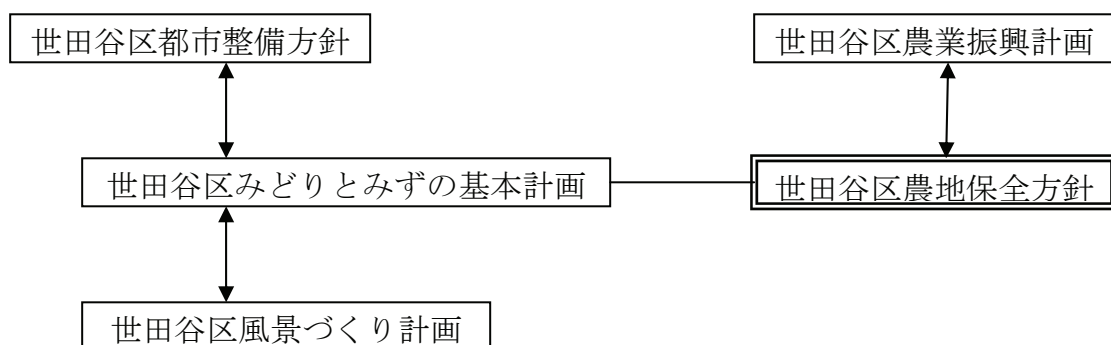 世田谷区都市整備方針
世田谷区農業振興計画
世田谷区みどりとみずの基本計画
世田谷区農地保全方針
世田谷区風景づくり計画